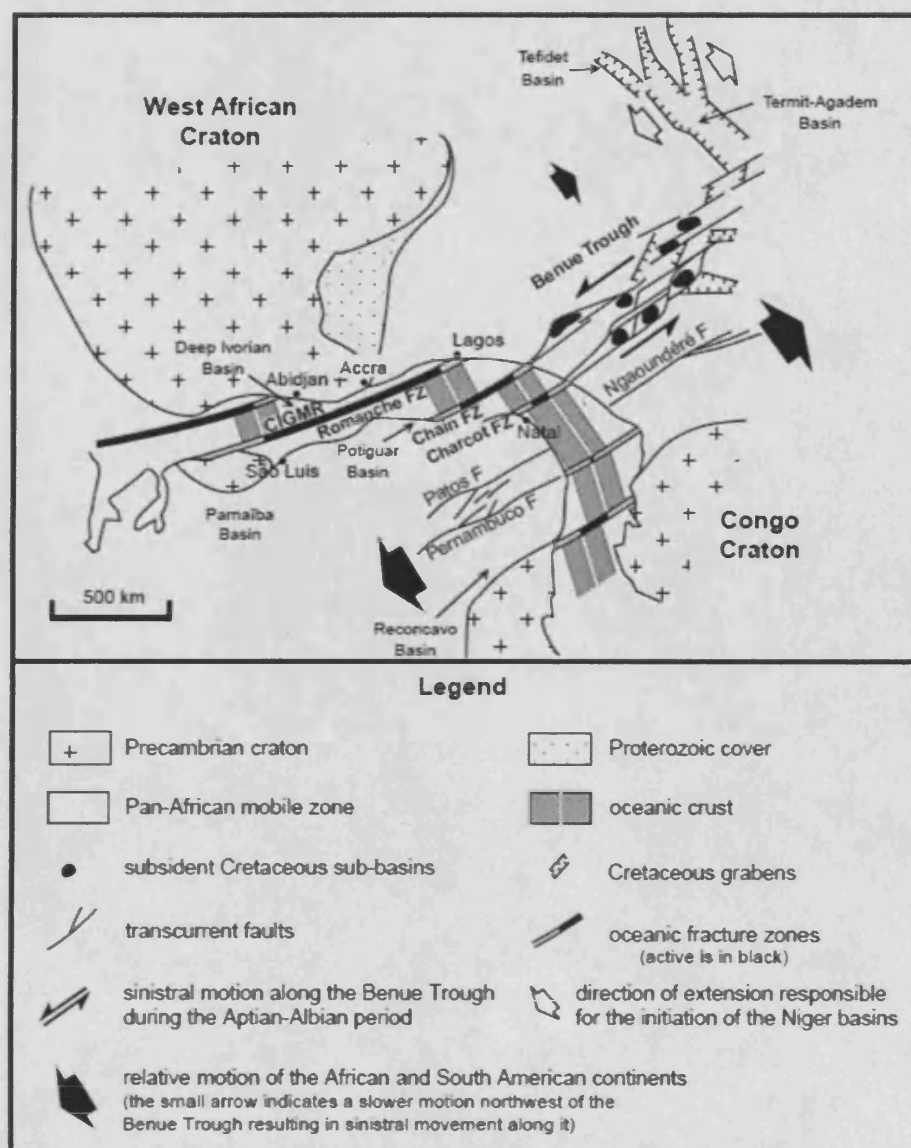 Tefidet
Basin
Termit-Agadem
Basin
West African
Craton
Benue Trough
Lagos
Deep Ivorian
Basin
Abidjan
Accra
Ngaoundéré F
CIGMR
Romanche FZ
Chain FZ
Charcot FZ
Natal
Potiguar
Basin
São Luis
Parnaïba
Basin
Patos F
Pernambuco F
Congo
Craton
500 km
Reconcavo
Basin
Legend
Precambrian craton
Proterozoic cover
Pan-African mobile zone
oceanic crust
subsident Cretaceous sub-basins
Cretaceous grabens
transcurrent faults
oceanic fracture zones
(active is in black)
sinistral motion along the Benue Trough
during the Aptian-Albian period
direction of extension responsible
for the initiation of the Niger basins
relative motion of the African and South American continents
(the small arrow indicates a slower motion northwest of the
Benue Trough resulting in sinistral movement along it)